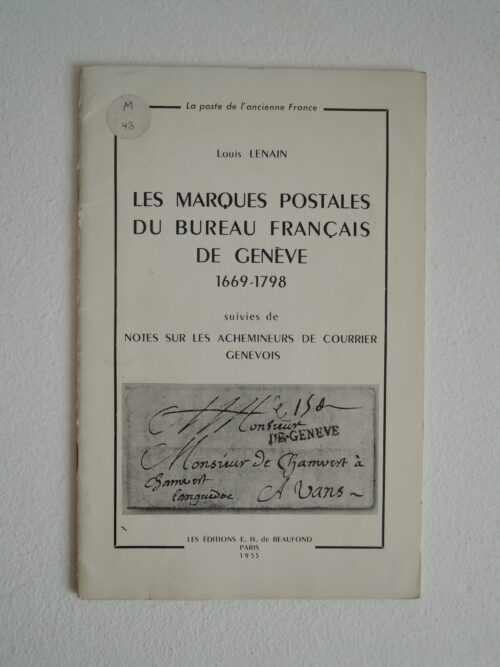 M
43
La poste de l'ancienne France
Louis LENAIN
LES MARQUES POSTALES
DU BUREAU FRANÇAIS
DE GENÈVE
1669-1798
suivies de
NOTES SUR LES ACHEMINEURS DE COURRIER
GENEVOIS
Monsieur
DE·GENEVE
Monsieur de Chamvert à
Chamvert
Languedoc A Vans
LES ÉDITIONS E. H. de BEAUFOND
PARIS
1955